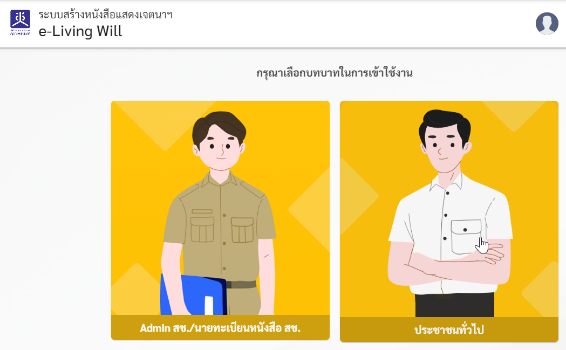 ระบบสร้างหนังสือแสดงเจตนาฯ
e-Living Will
กรุณาเลือกบทบาทในการเข้าใช้งาน
Admin สช./นายทะเบียนหนังสือ สช.
ประชาชนทั่วไป